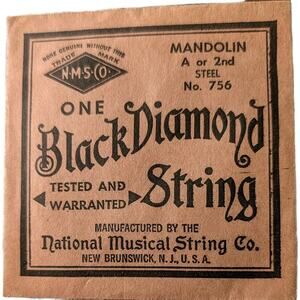 NONE GENUINE WITHOUT THIS
TRADE MARK
N.M.S.CO.
MANDOLIN
A or 2nd
STEEL
No. 756
ONE
Black Diamond
TESTED AND
WARRANTED
String
MANUFACTURED BY THE
National Musical String Co.
NEW BRUNSWICK, N. J., U. S. A.